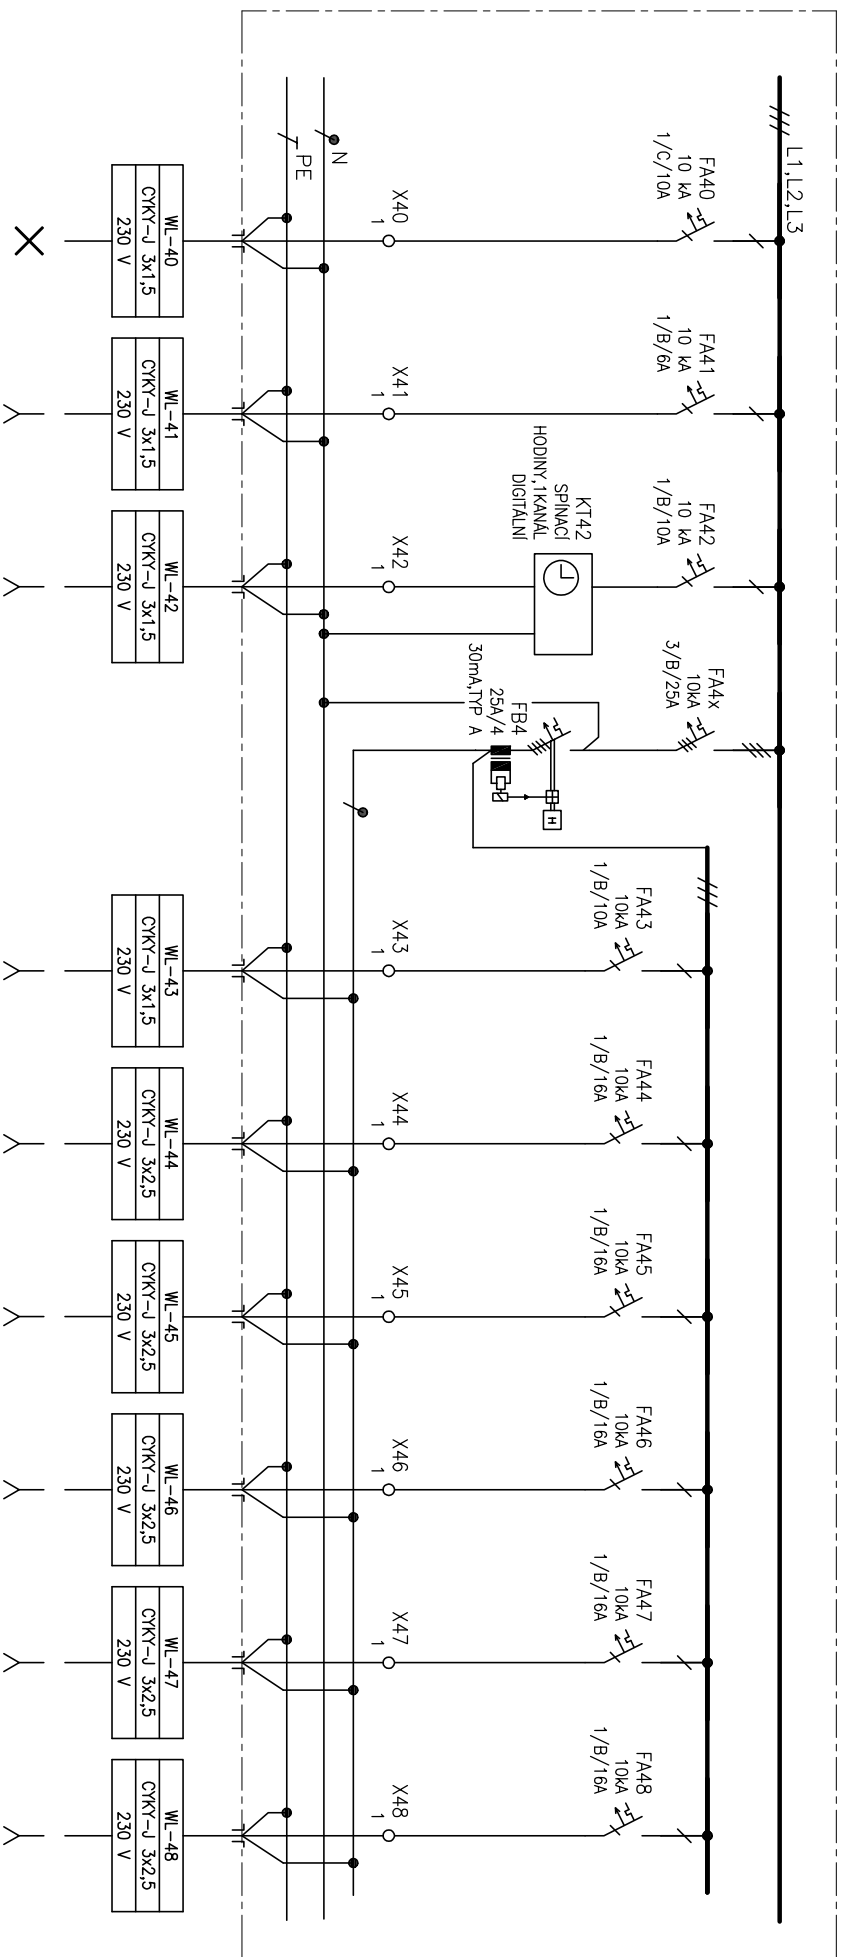 L1,L2,L3
N
PE
FA40
10 kA
1/C/10A
X40
1
WL-40
CYKY-J 3x1,5
230 V
FA41
10 kA
1/B/6A
X41
1
WL-41
CYKY-J 3x1,5
230 V
FA42
10 kA
1/B/10A
KT42
SPÍNACÍ
HODINY,1KANÁL
DIGITÁLNÍ
X42
1
WL-42
CYKY-J 3x1,5
230 V
FA4x
10kA
3/B/25A
FB4
25A/4
30mA,TYP A
H
FA43
10kA
1/B/10A
X43
1
WL-43
CYKY-J 3x1,5
230 V
FA44
10kA
1/B/16A
X44
1
WL-44
CYKY-J 3x2,5
230 V
FA45
10kA
1/B/16A
X45
1
WL-45
CYKY-J 3x2,5
230 V
FA46
10kA
1/B/16A
X46
1
WL-46
CYKY-J 3x2,5
230 V
FA47
10kA
1/B/16A
X47
1
WL-47
CYKY-J 3x2,5
230 V
FA48
10kA
1/B/16A
X48
1
WL-48
CYKY-J 3x2,5
230 V